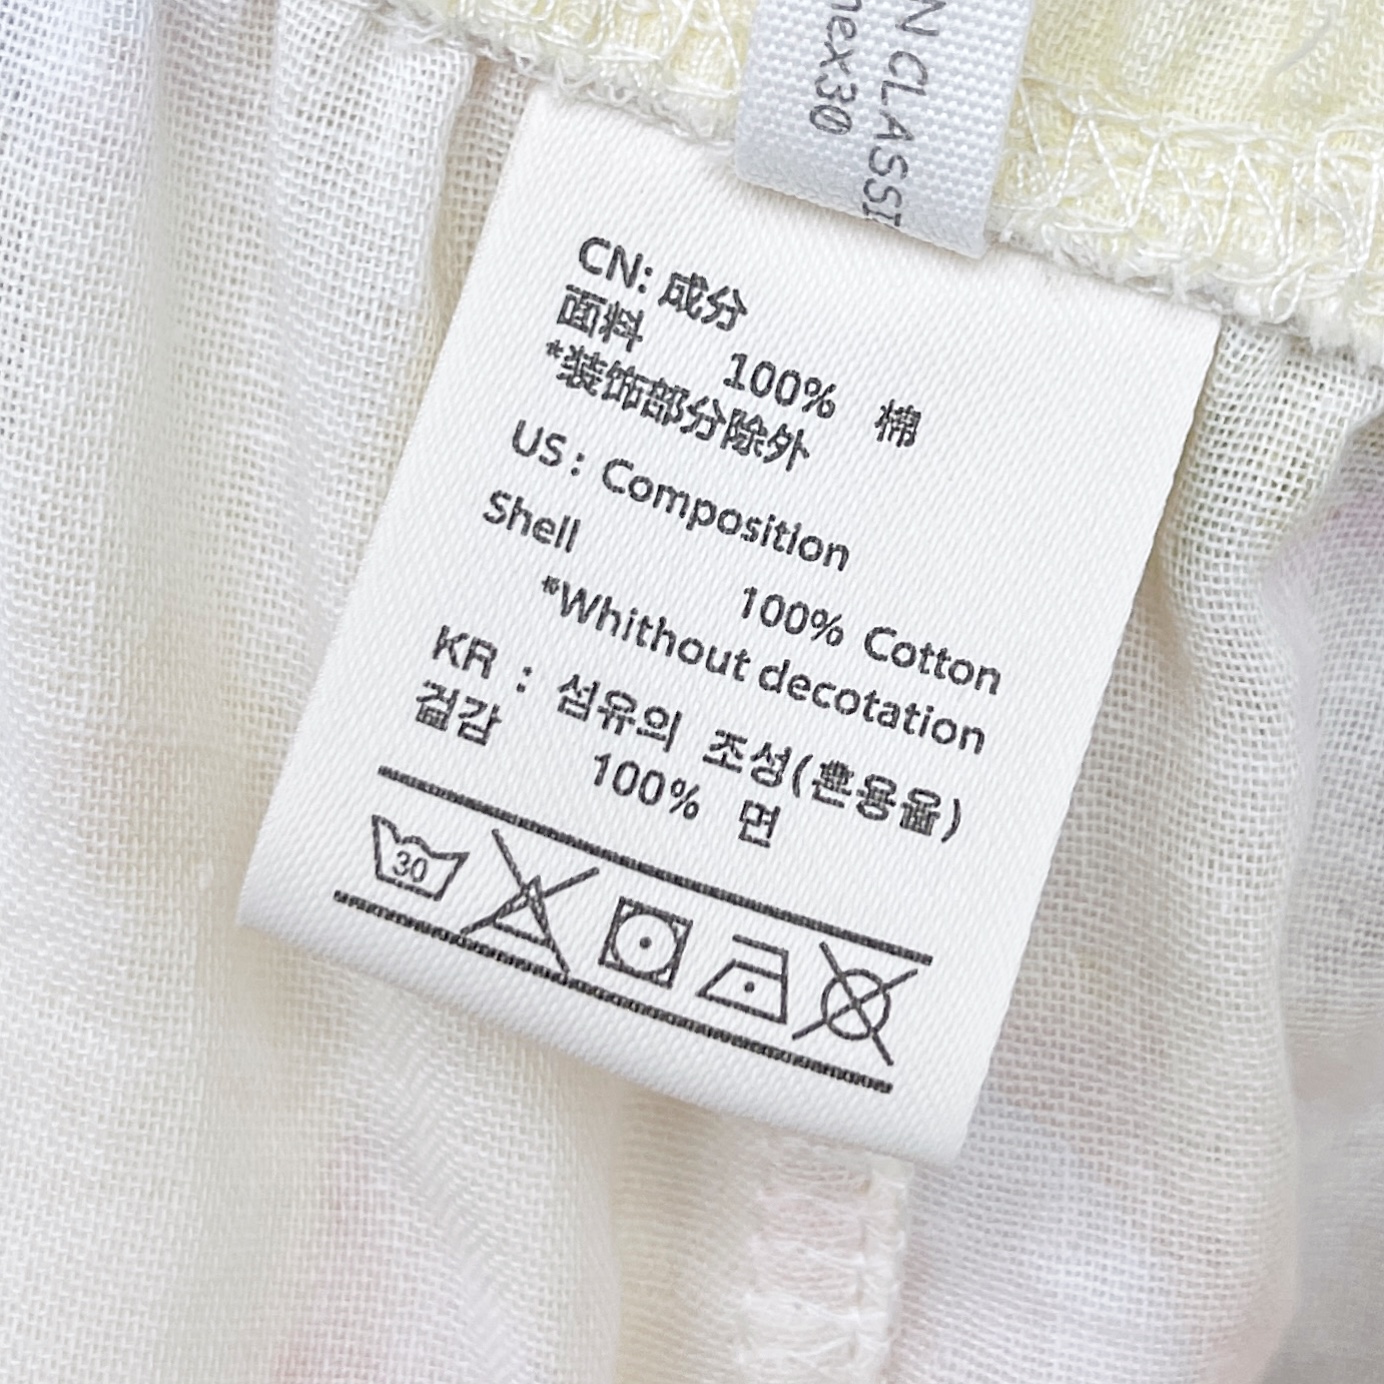 N CLASSI
nex30
CN: 成分
面料 100% 棉
*装饰部分除外
US: Composition
Shell
100% Cotton
*Whithout decotation
KR : 섬유의 조성(혼용율)
겉감 100% 면
30